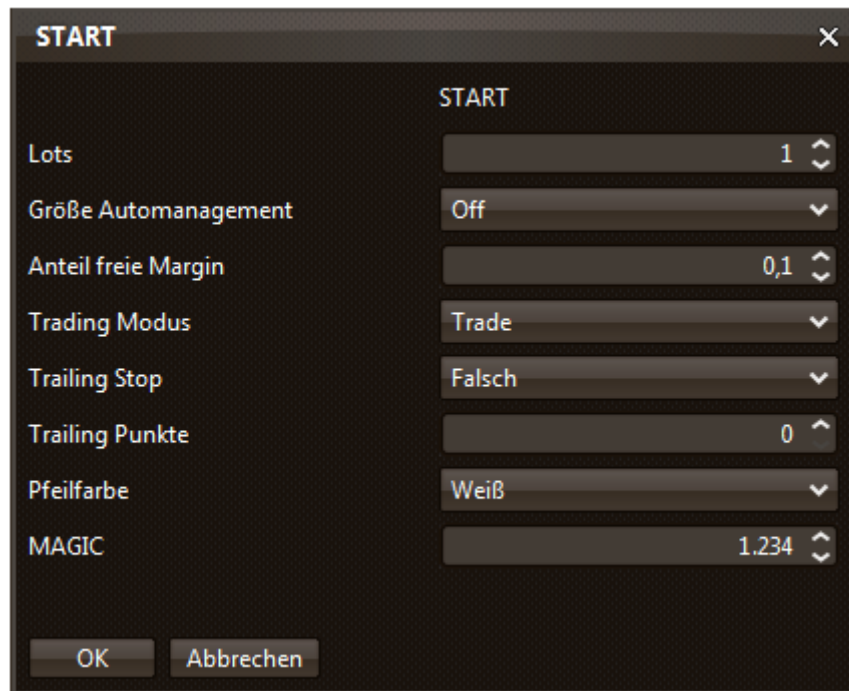 START
START
Lots 1
Größe Automanagement Off
Anteil freie Margin 0,1
Trading Modus Trade
Trailing Stop Falsch
Trailing Punkte 0
Pfeilfarbe Weiß
MAGIC 1.234
OK Abbrechen